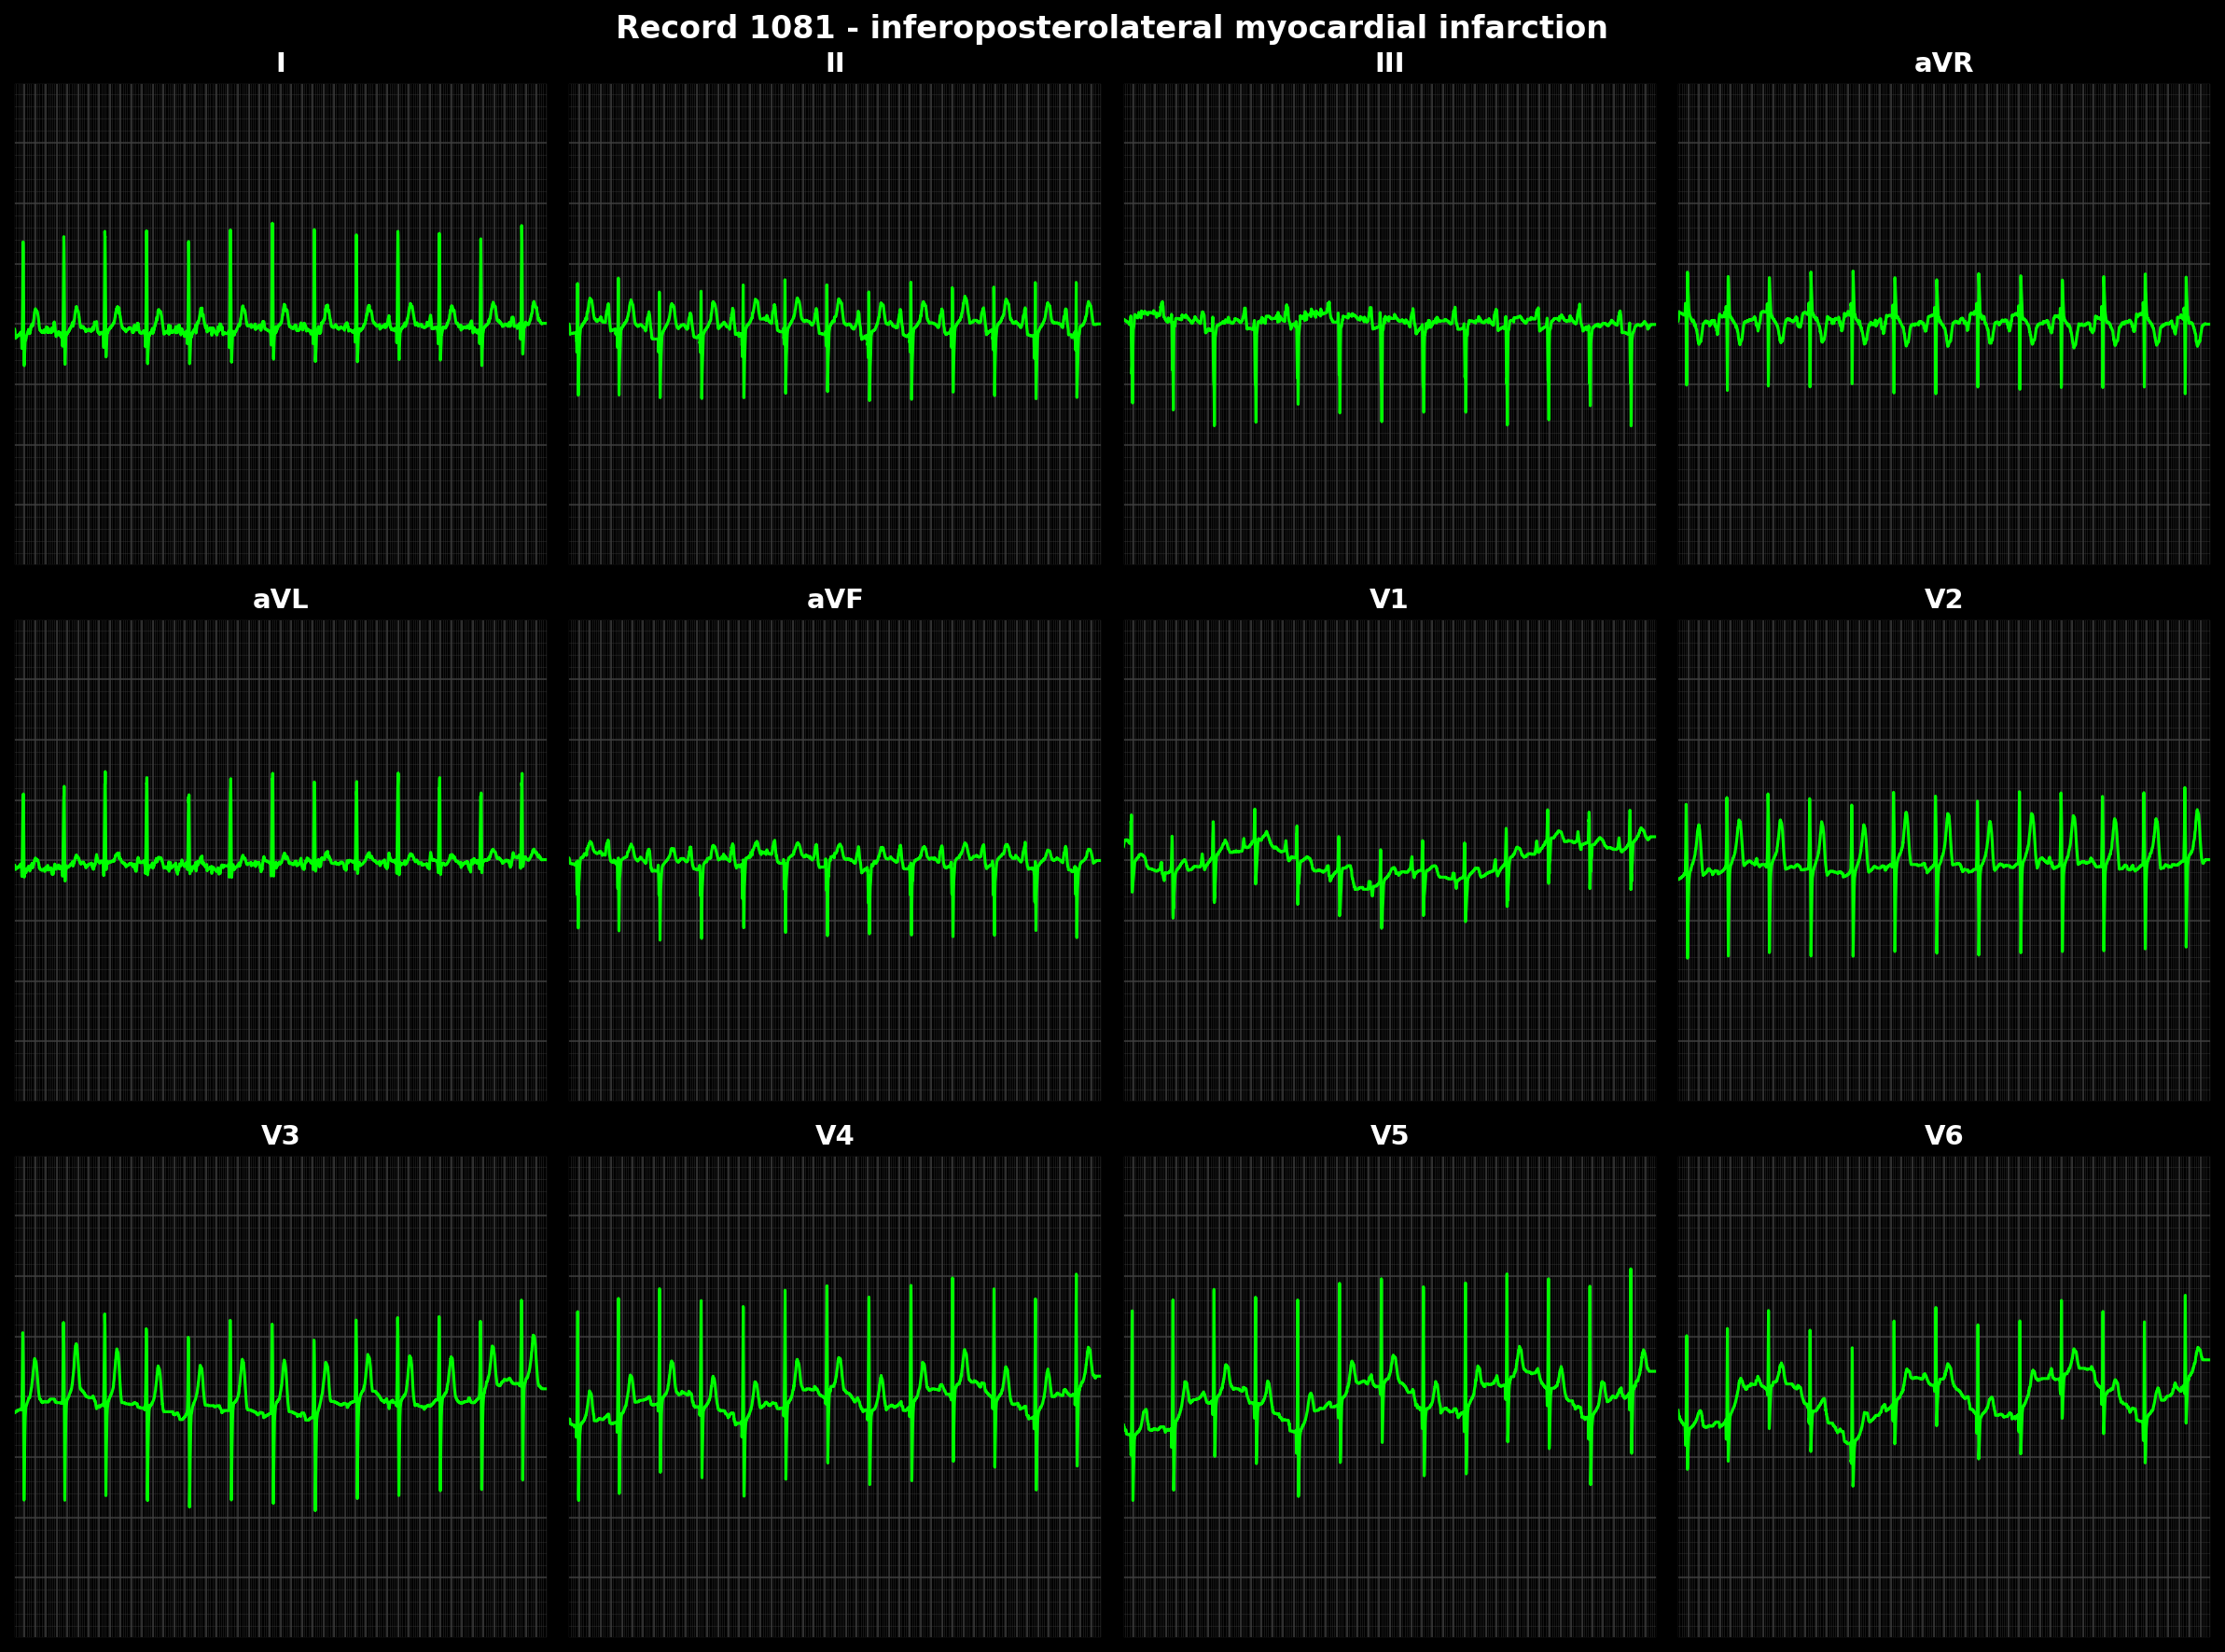 Record 1081 - inferoposterolateral myocardial infarction
I II III aVR
aVL aVF V1 V2
V3 V4 V5 V6